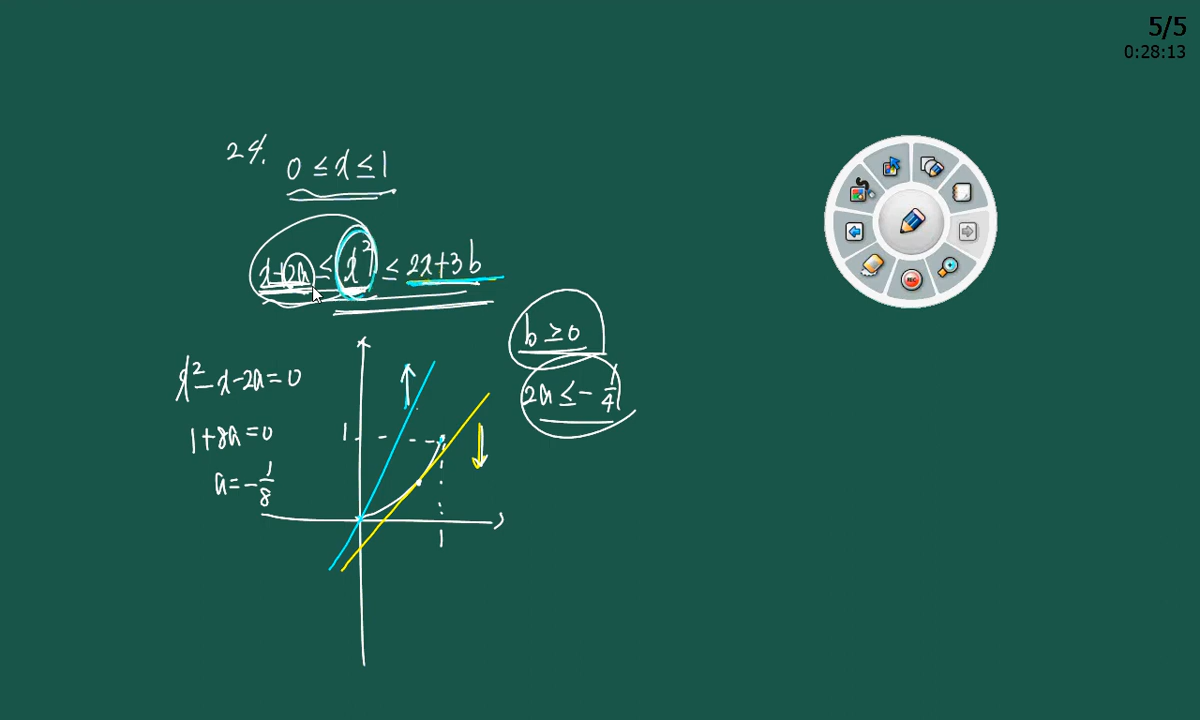 5/5
0:28:13
24.
0 ≤ x ≤ 1
x+2a ≤ x² ≤ 2x+3b
b ≥ 0
x²-x-2a=0
2a ≤ -1/4
1+8a=0
1
a=-1/8
1
REC